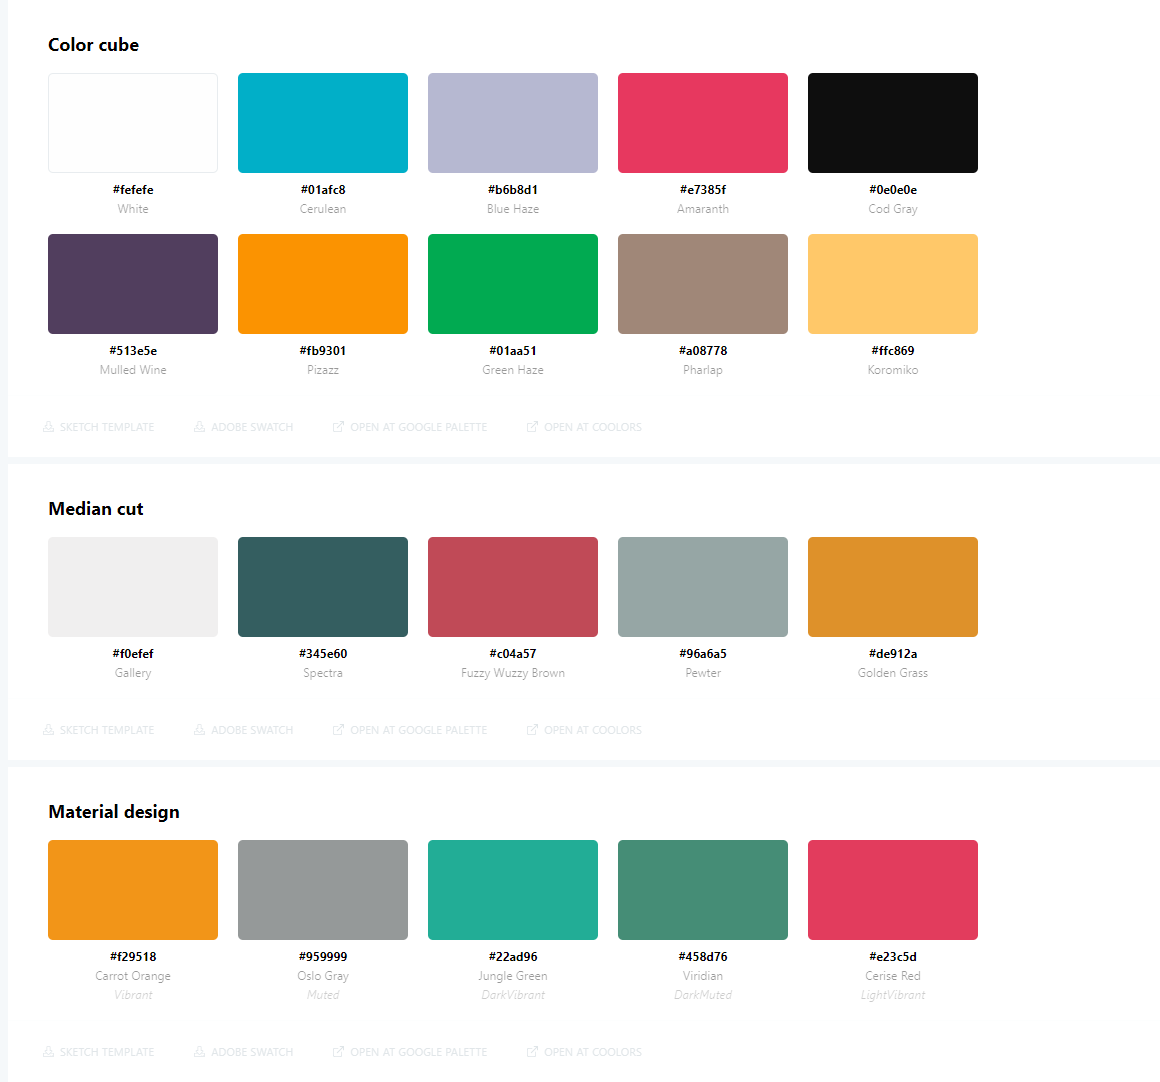 Color cube
#fefefe #01afc8 #b6b8d1 #e7385f #0e0e0e
White Cerulean Blue Haze Amaranth Cod Gray
#513e5e #fb9301 #01aa51 #a08778 #ffc869
Mulled Wine Pizazz Green Haze Pharlap Koromiko
SKETCH TEMPLATE ADOBE SWATCH OPEN AT GOOGLE PALETTE OPEN AT COOLORS
Median cut
#f0efef #345e60 #c04a57 #96a6a5 #de912a
Gallery Spectra Fuzzy Wuzzy Brown Pewter Golden Grass
SKETCH TEMPLATE ADOBE SWATCH OPEN AT GOOGLE PALETTE OPEN AT COOLORS
Material design
#f29518 #959999 #22ad96 #458d76 #e23c5d
Carrot Orange Oslo Gray Jungle Green Viridian Cerise Red
Vibrant Muted DarkVibrant DarkMuted LightVibrant
SKETCH TEMPLATE ADOBE SWATCH OPEN AT GOOGLE PALETTE OPEN AT COOLORS